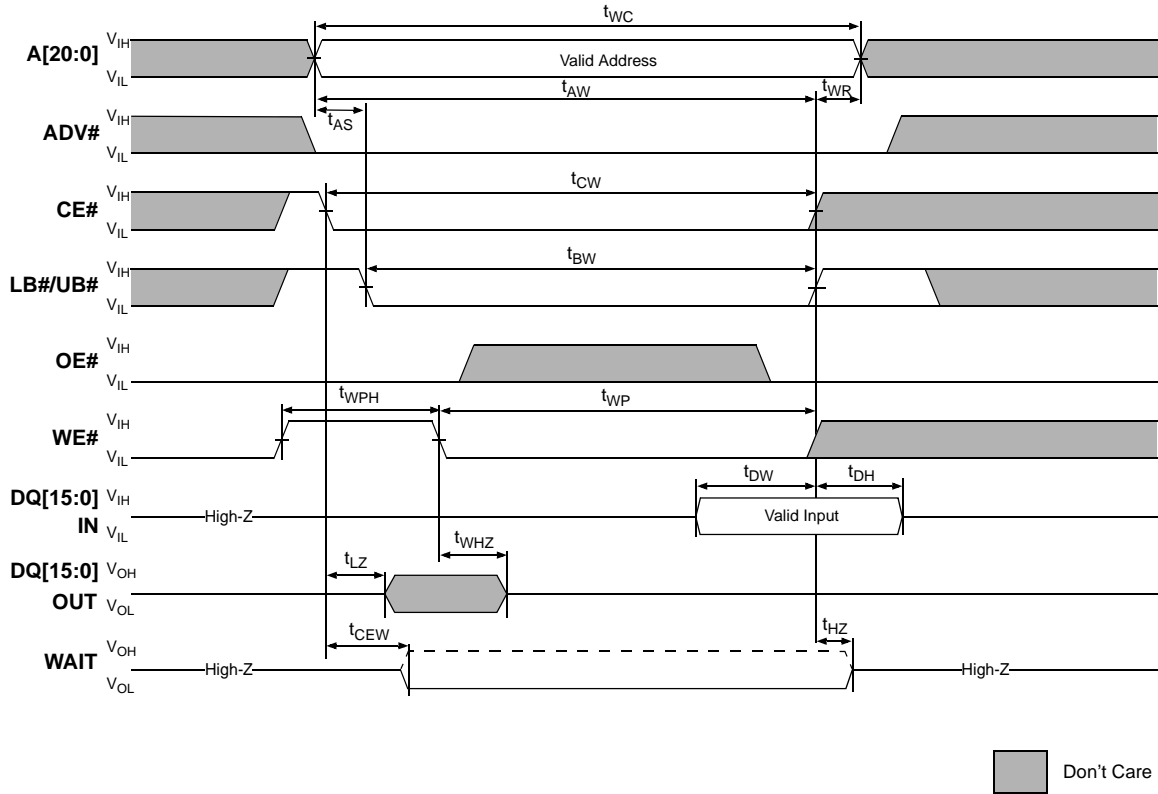 tWC
A[20:0] VIH
VIL
Valid Address
tAW
tWR
tAS
ADV# VIH
VIL
tCW
CE# VIH
VIL
tBW
LB#/UB# VIH
VIL
OE# VIH
VIL
tWPH
tWP
WE# VIH
VIL
tDW
tDH
DQ[15:0] VIH
IN VIL
High-Z
Valid Input
tWHZ
tLZ
DQ[15:0] VOH
OUT VOL
tCEW
tHZ
WAIT VOH
VOL
High-Z
High-Z
Don't Care